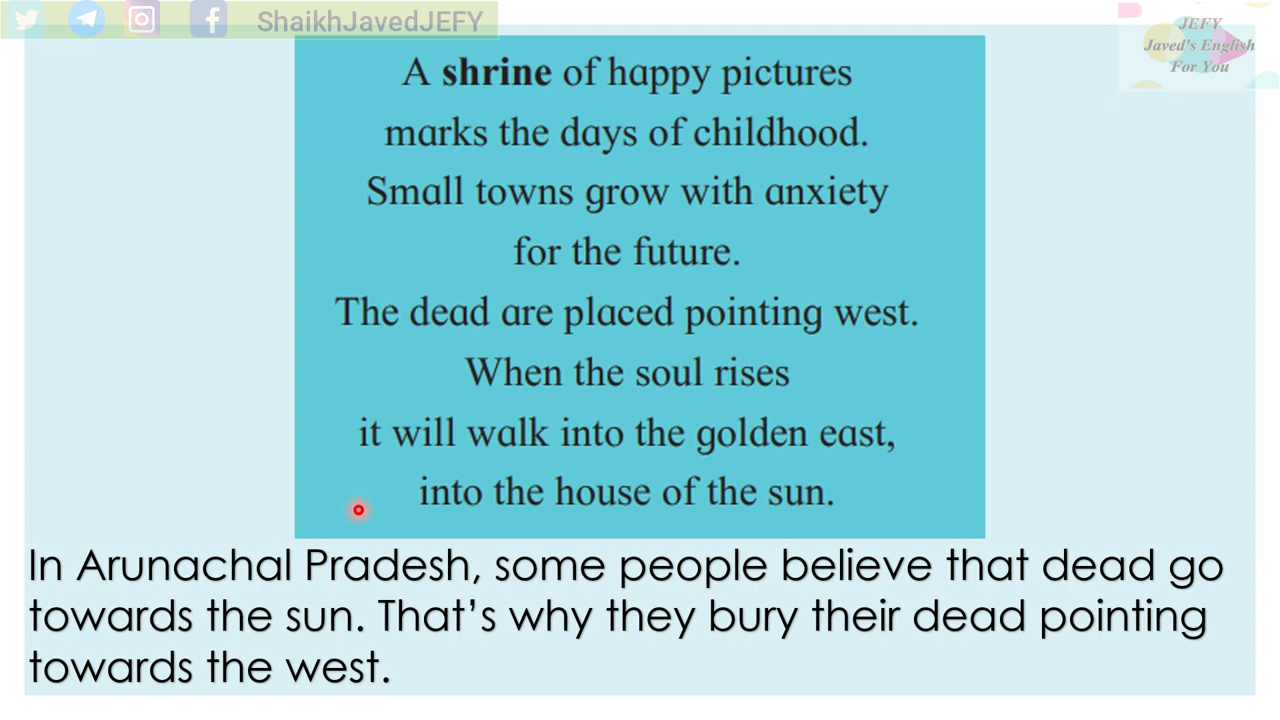 ShaikhJavedJEFY
JEFY
Javed's English
For You
A shrine of happy pictures
marks the days of childhood.
Small towns grow with anxiety
for the future.
The dead are placed pointing west.
When the soul rises
it will walk into the golden east,
into the house of the sun.
In Arunachal Pradesh, some people believe that dead go
towards the sun. That's why they bury their dead pointing
towards the west.